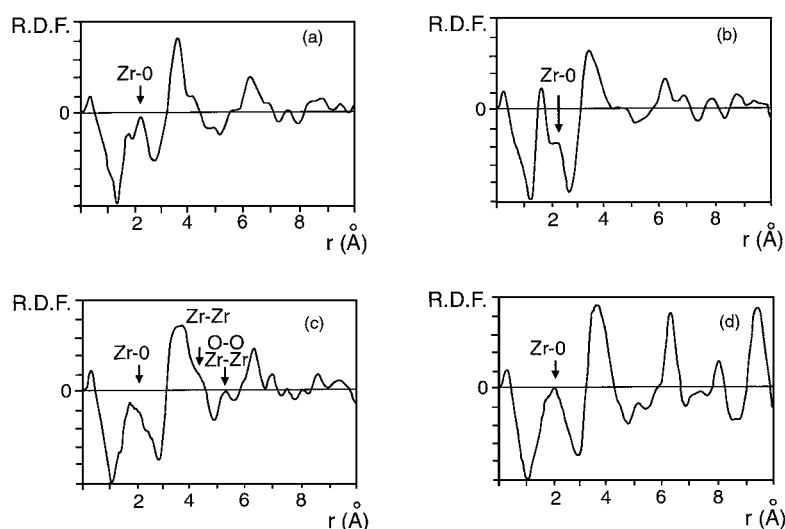 R.D.F.
(a)
Zr-0
0
2 4 6 8
r (Å)
R.D.F.
(b)
Zr-0
0
2 4 6 8
r (Å)
R.D.F.
(c)
Zr-Zr
Zr-0
O-O
Zr-Zr
0
2 4 6 8
r (Å)
R.D.F.
(d)
Zr-0
0
2 4 6 8
r (Å)